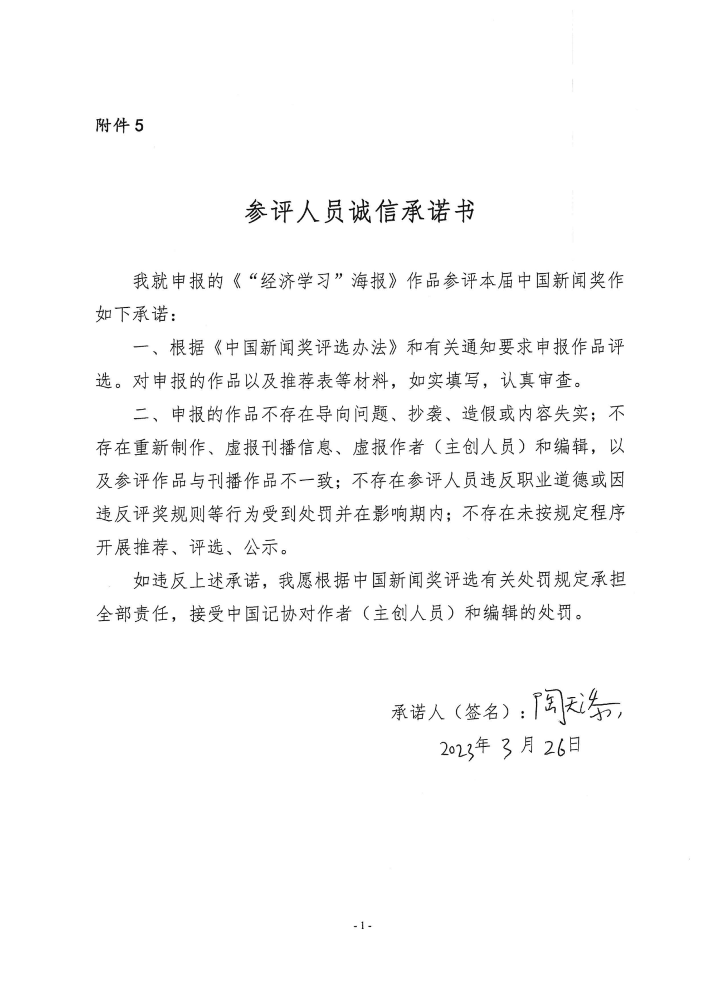 附件5
参评人员诚信承诺书
我就申报的《“经济学习”海报》作品参评本届中国新闻奖作
如下承诺：
一、根据《中国新闻奖评选办法》和有关通知要求申报作品评
选。对申报的作品以及推荐表等材料，如实填写，认真审查。
二、申报的作品不存在导向问题、抄袭、造假或内容失实；不
存在重新制作、虚报刊播信息、虚报作者（主创人员）和编辑，以
及参评作品与刊播作品不一致；不存在参评人员违反职业道德或因
违反评奖规则等行为受到处罚并在影响期内；不存在未按规定程序
开展推荐、评选、公示。
如违反上述承诺，我愿根据中国新闻奖评选有关处罚规定承担
全部责任，接受中国记协对作者（主创人员）和编辑的处罚。
承诺人（签名）：陶天
2023年3月26日
-1-